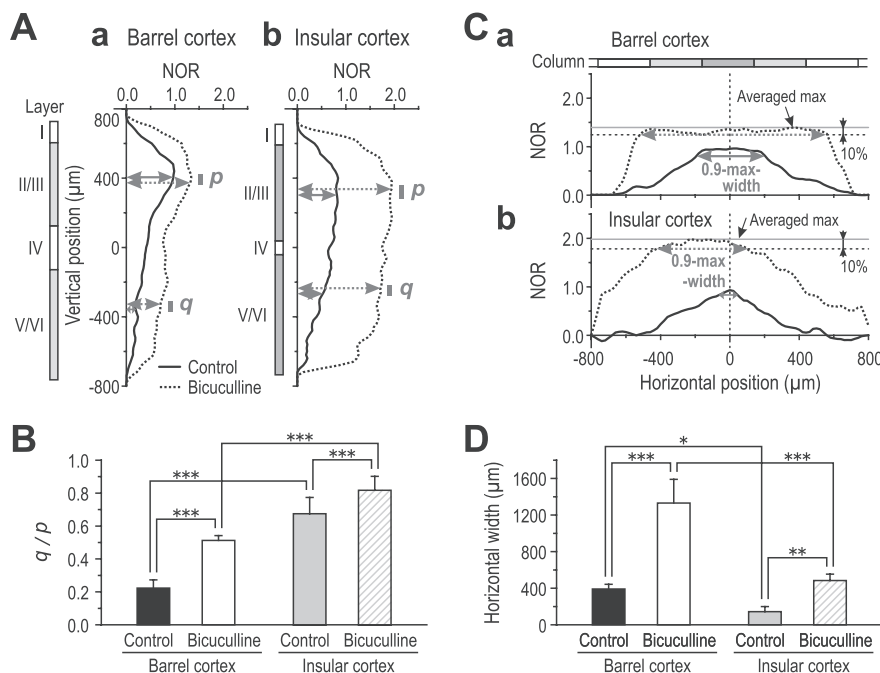 A
a Barrel cortex
NOR
0.0 1.0 2.0
Layer
I
II/III
IV
V/VI
Vertical position (µm)
800
400
0
-400
-800
p
q
Control
Bicuculline
b Insular cortex
NOR
0.0 1.0 2.0
I
II/III
IV
V/VI
p
q
B
q / p
1.0
0.8
0.6
0.4
0.2
0.0
***
***
***
***
Control Bicuculline Control Bicuculline
Barrel cortex Insular cortex
C
a Barrel cortex
Column
NOR
2.0
1.0
0.0
Averaged max
10%
0.9-max-
width
b Insular cortex
NOR
2.0
1.0
0.0
Averaged max
10%
0.9-max
-width
-800 -400 0 400 800
Horizontal position (µm)
D
Horizontal width (µm)
1600
1200
800
400
0
*
***
***
**
Control Bicuculline Control Bicuculline
Barrel cortex Insular cortex